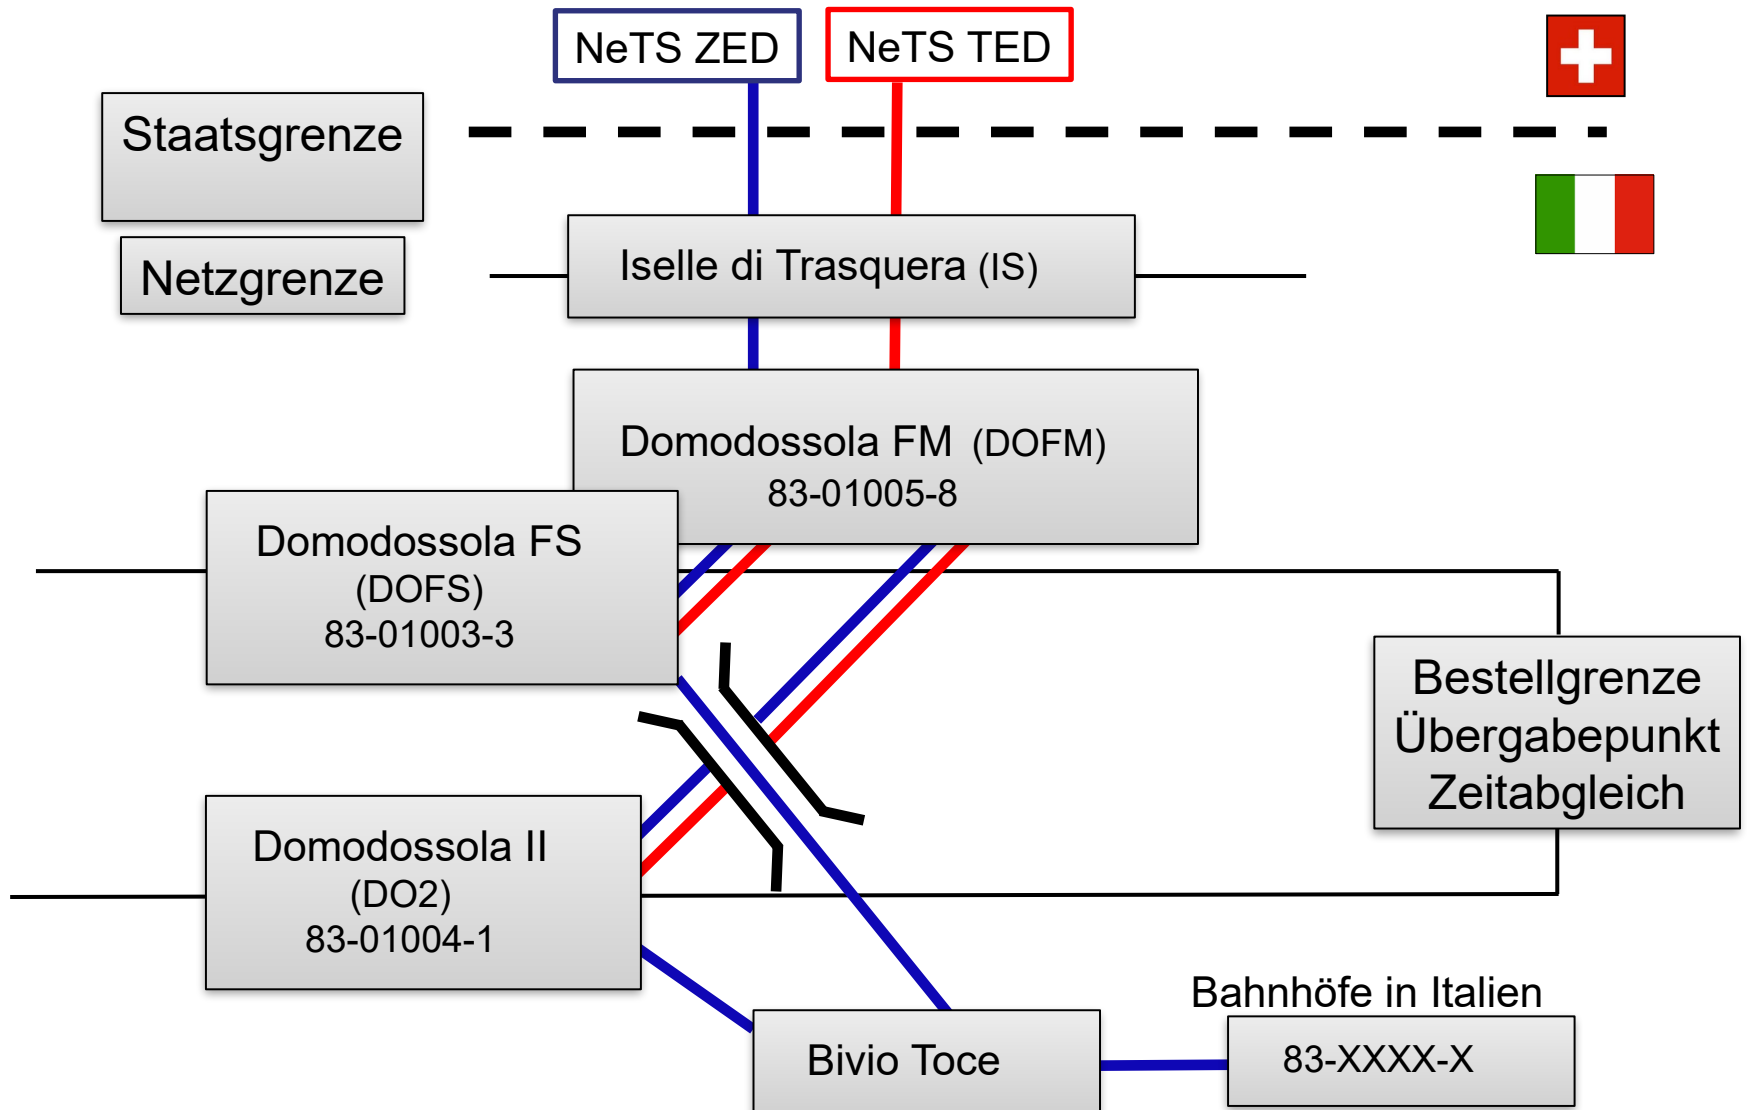 NeTS ZED
NeTS TED
Staatsgrenze
Netzgrenze
Iselle di Trasquera (IS)
Domodossola FM (DOFM)
83-01005-8
Domodossola FS
(DOFS)
83-01003-3
Bestellgrenze
Übergabepunkt
Zeitabgleich
Domodossola II
(DO2)
83-01004-1
Bahnhöfe in Italien
Bivio Toce
83-XXXX-X